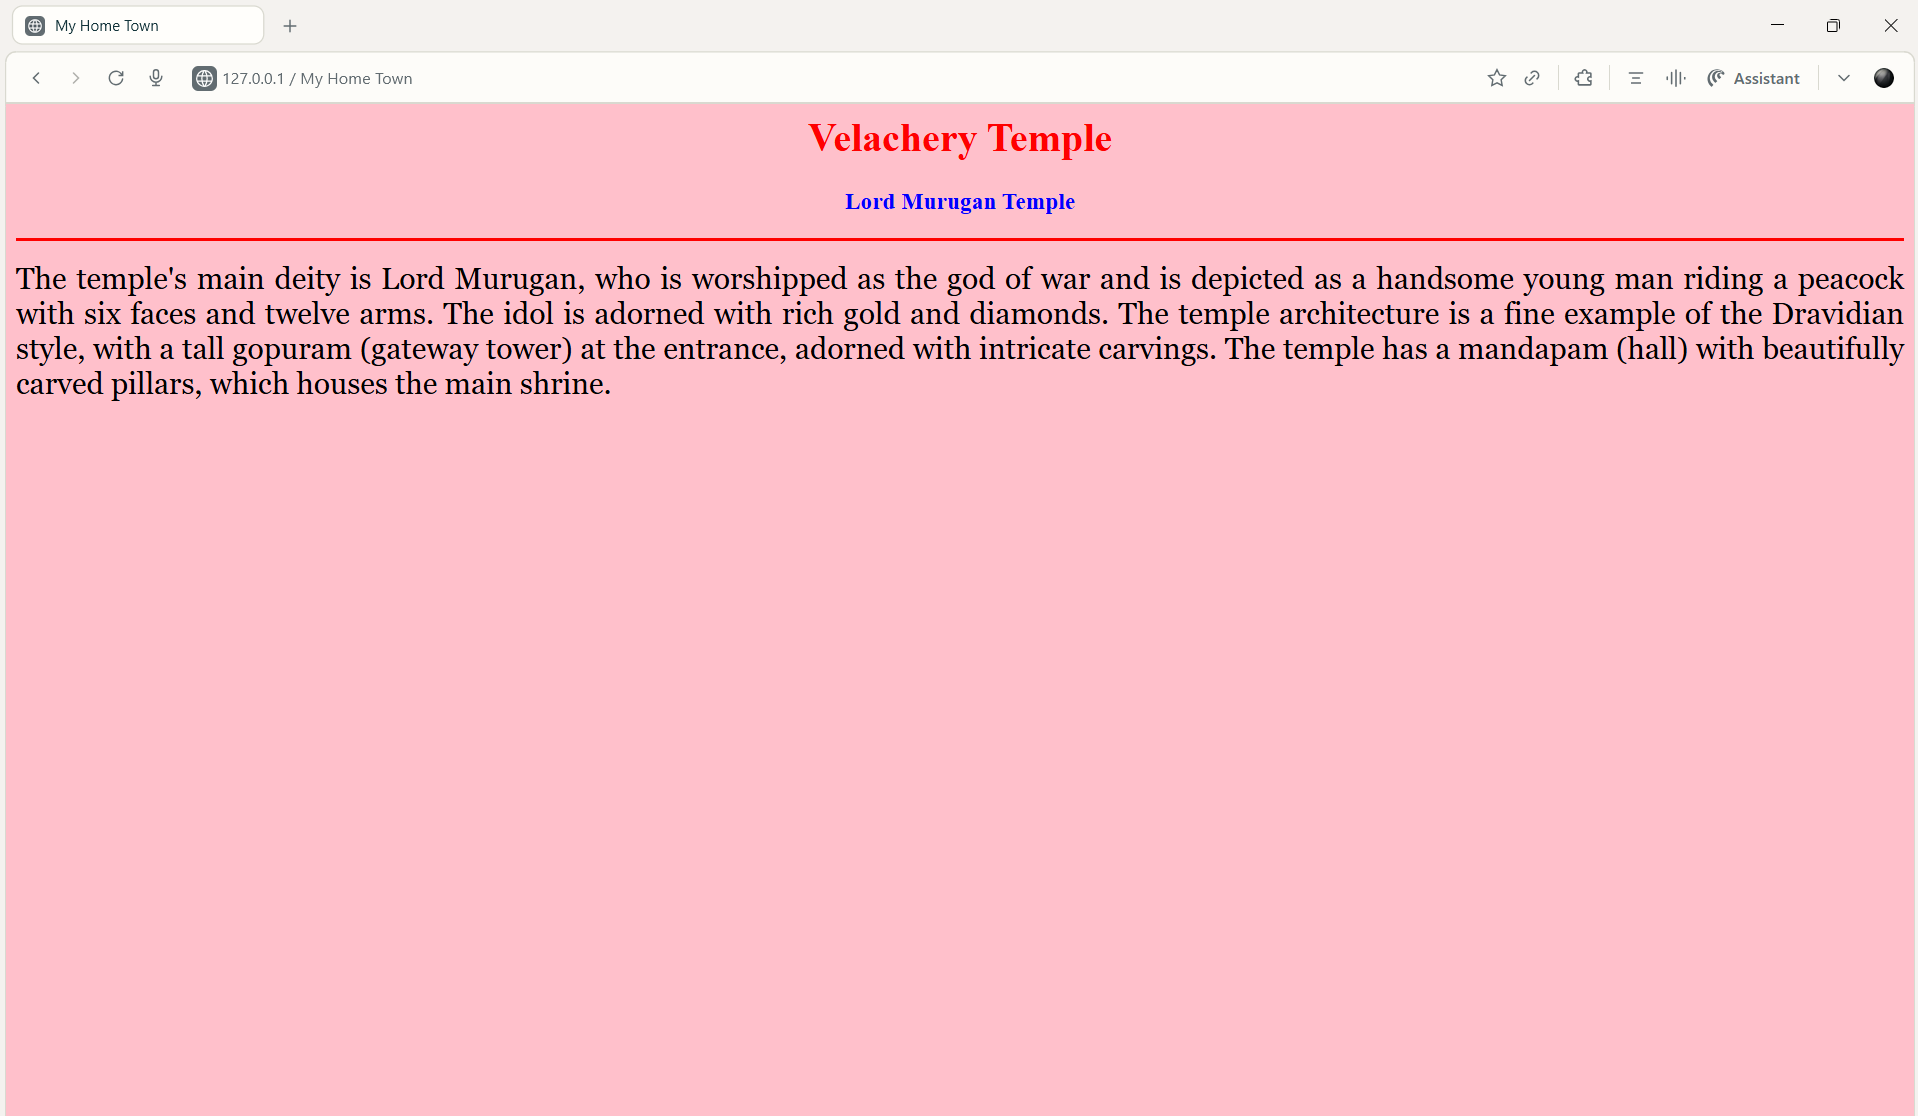 My Home Town
127.0.0.1 / My Home Town
Assistant
Velachery Temple
Lord Murugan Temple
The temple's main deity is Lord Murugan, who is worshipped as the god of war and is depicted as a handsome young man riding a peacock
with six faces and twelve arms. The idol is adorned with rich gold and diamonds. The temple architecture is a fine example of the Dravidian
style, with a tall gopuram (gateway tower) at the entrance, adorned with intricate carvings. The temple has a mandapam (hall) with beautifully
carved pillars, which houses the main shrine.